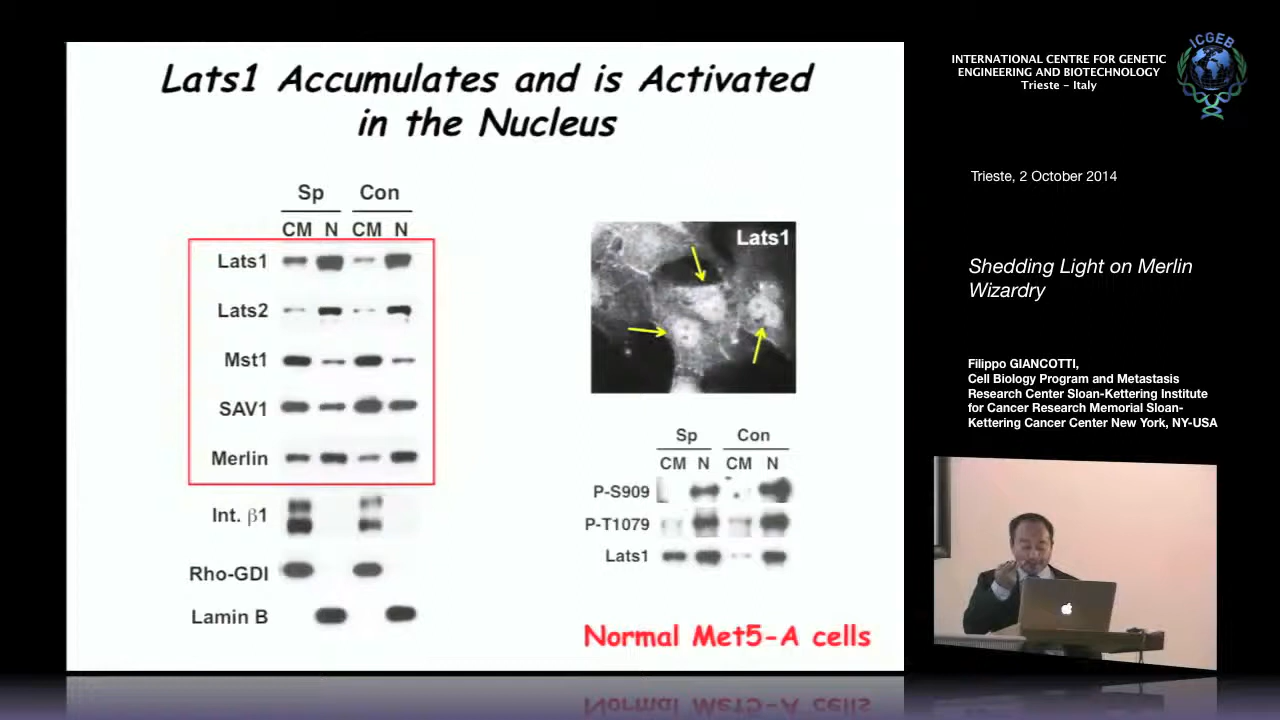 Lats1 Accumulates and is Activated
in the Nucleus
Sp Con
CM N CM N
Lats1
Lats2
Mst1
SAV1
Merlin
Int. β1
Rho-GDI
Lamin B
Lats1
Sp Con
CM N CM N
P-S909
P-T1079
Lats1
Normal Met5-A cells
INTERNATIONAL CENTRE FOR GENETIC
ENGINEERING AND BIOTECHNOLOGY
Trieste - Italy
ICGEB
Trieste, 2 October 2014
Shedding Light on Merlin
Wizardry
Filippo GIANCOTTI,
Cell Biology Program and Metastasis
Research Center Sloan-Kettering Institute
for Cancer Research Memorial Sloan-
Kettering Cancer Center New York, NY-USA